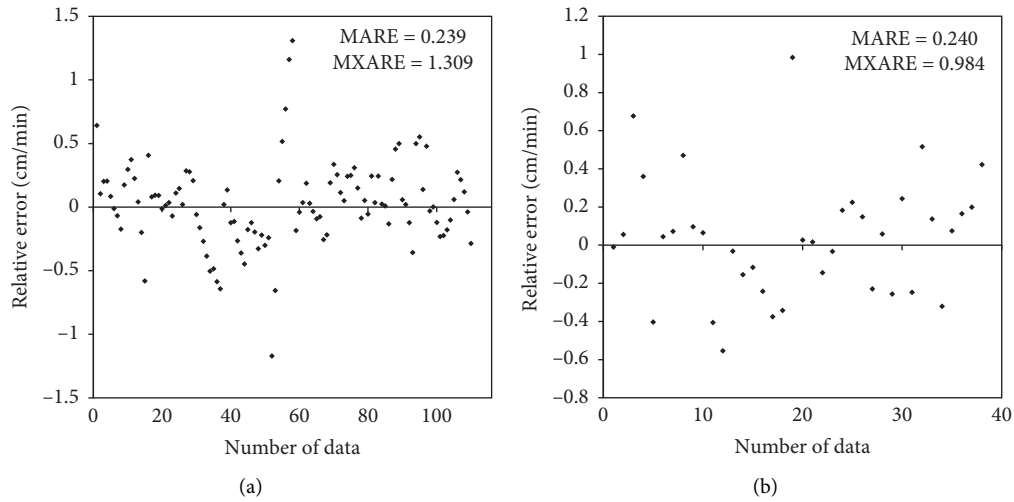 1.5
1
0.5
0
–0.5
–1
–1.5
Relative error (cm/min)
MARE = 0.239
MXARE = 1.309
0 20 40 60 80 100
Number of data
(a)
1.2
1
0.8
0.6
0.4
0.2
0
–0.2
–0.4
–0.6
–0.8
Relative error (cm/min)
MARE = 0.240
MXARE = 0.984
0 10 20 30 40
Number of data
(b)